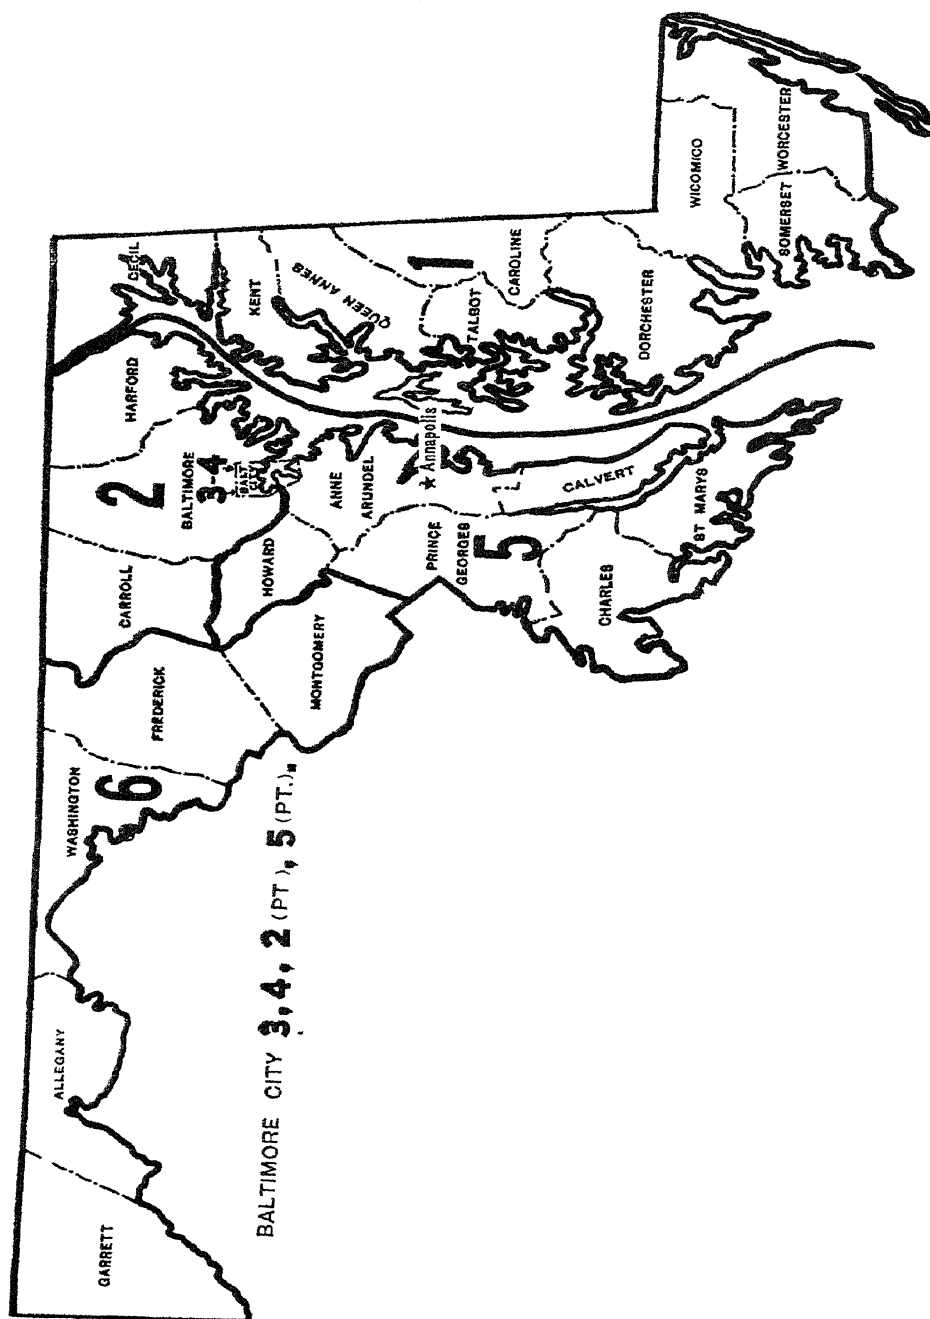 GARRETT
ALLEGANY
WASHINGTON
6
FREDERICK
CARROLL
2
BALTIMORE
3-4
BALT.
CITY
HARFORD
CECIL
KENT
QUEEN ANNES
1
MONTGOMERY
HOWARD
ANNE
ARUNDEL
Annapolis
TALBOT
CAROLINE
PRINCE
GEORGES
5
CALVERT
CHARLES
ST MARYS
DORCHESTER
WICOMICO
SOMERSET
WORCESTER
BALTIMORE CITY 3, 4, 2 (PT), 5 (PT.).